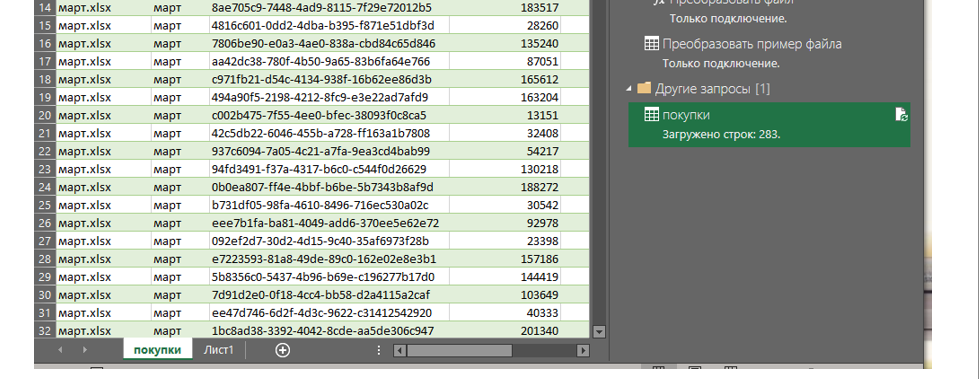 14 март.xlsx март 8ae705c9-7448-4ad9-8115-7f29e72012b5 183517
15 март.xlsx март 4816c601-0dd2-4dba-b395-f871e51dbf3d 28260
16 март.xlsx март 7806be90-e0a3-4ae0-838a-cbd84c65d846 135240
17 март.xlsx март aa42dc38-780f-4b50-9a65-83b6fa64e766 87051
18 март.xlsx март c971fb21-d54c-4134-938f-16b62ee86d3b 165612
19 март.xlsx март 494a90f5-2198-4212-8fc9-e3e22ad7afd9 163204
20 март.xlsx март c002b475-7f55-4ee0-bfec-38093f0c8ca5 13151
21 март.xlsx март 42c5db22-6046-455b-a728-ff163a1b7808 32408
22 март.xlsx март 937c6094-7a05-4c21-a7fa-9ea3cd4bab99 54217
23 март.xlsx март 94fd3491-f37a-4317-b6c0-c544f0d26629 130218
24 март.xlsx март 0b0ea807-ff4e-4bbf-b6be-5b7343b8af9d 188272
25 март.xlsx март b731df05-98fa-4610-8496-716ec530a02c 30542
26 март.xlsx март eee7b1fa-ba81-4049-add6-370ee5e62e72 92978
27 март.xlsx март 092ef2d7-30d2-4d15-9c40-35af6973f28b 23398
28 март.xlsx март e7223593-81a8-49de-89c0-162e02e8e3b1 157186
29 март.xlsx март 5b8356c0-5437-4b96-b69e-c196277b17d0 144419
30 март.xlsx март 7d91d2e0-0f18-4cc4-bb58-d2a4115a2caf 103649
31 март.xlsx март ee47d746-6d2f-4d3c-9622-c31412542920 40333
32 март.xlsx март 1bc8ad38-3392-4042-8cde-aa5de306c947 201340
покупки Лист1
fx Преобразовать файл
Только подключение.
Преобразовать пример файла
Только подключение.
Другие запросы [1]
покупки
Загружено строк: 283.